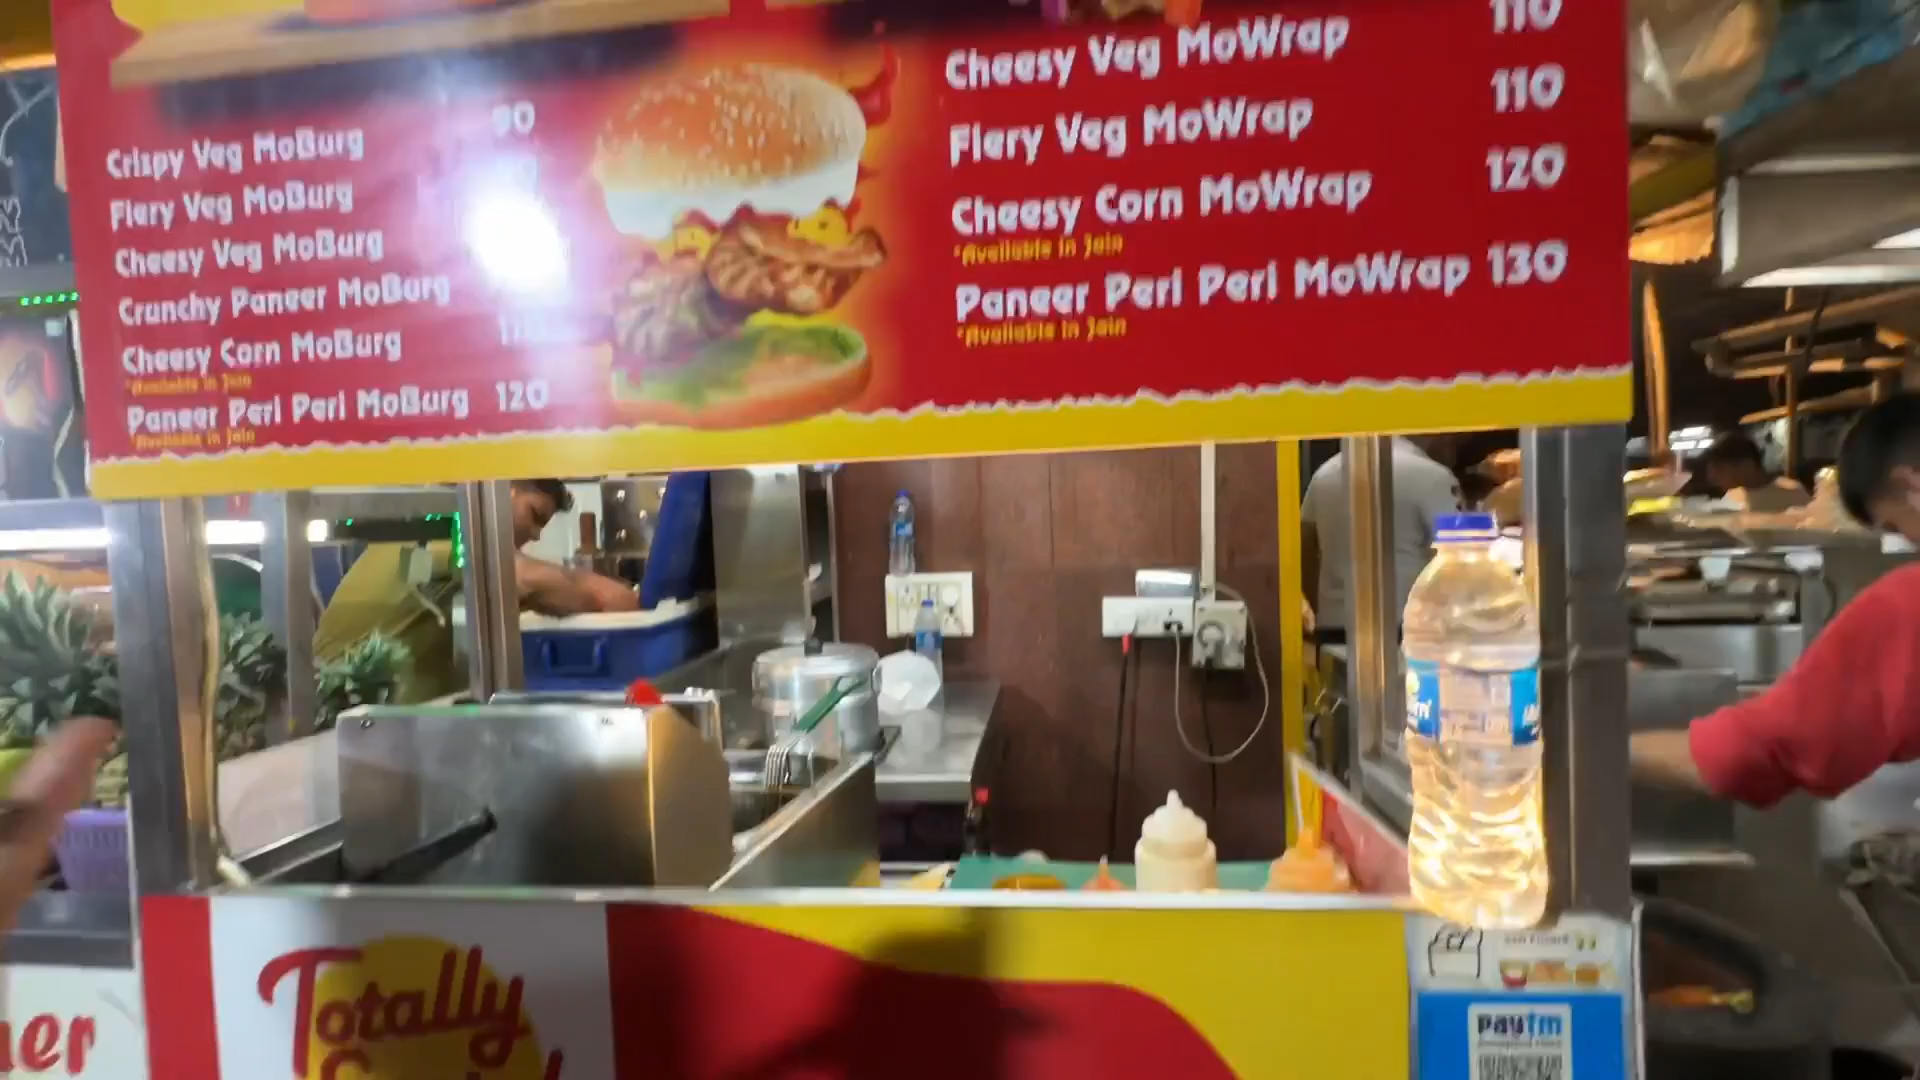 Crispy Veg MoBurg 90
Fiery Veg MoBurg
Cheesy Veg MoBurg
Crunchy Paneer MoBurg
Cheesy Corn MoBurg
*Available in Jain
Paneer Peri Peri MoBurg 120
*Available in Jain
Cheesy Veg MoWrap 110
Fiery Veg MoWrap 110
Cheesy Corn MoWrap 120
*Available in Jain
Paneer Peri Peri MoWrap 130
*Available in Jain
Totally
paytm